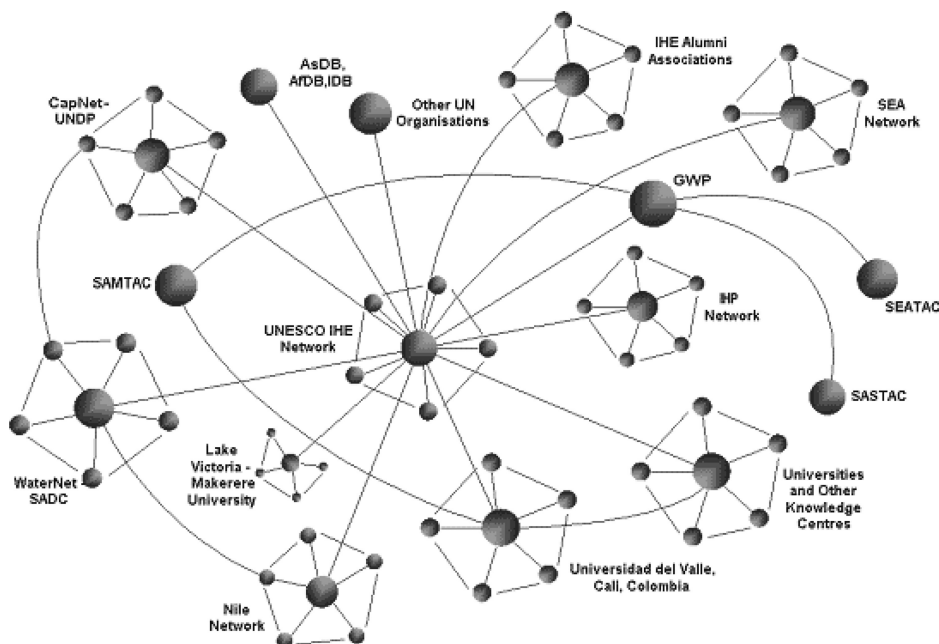 AsDB,
AfDB,IDB
IHE Alumni
Associations
CapNet-
UNDP
Other UN
Organisations
SEA
Network
GWP
SAMTAC
UNESCO IHE
Network
IHP
Network
SEATAC
SASTAC
Lake
Victoria -
Makerere
University
WaterNet
SADC
Universities
and Other
Knowledge
Centres
Universidad del Valle,
Cali, Colombia
Nile
Network